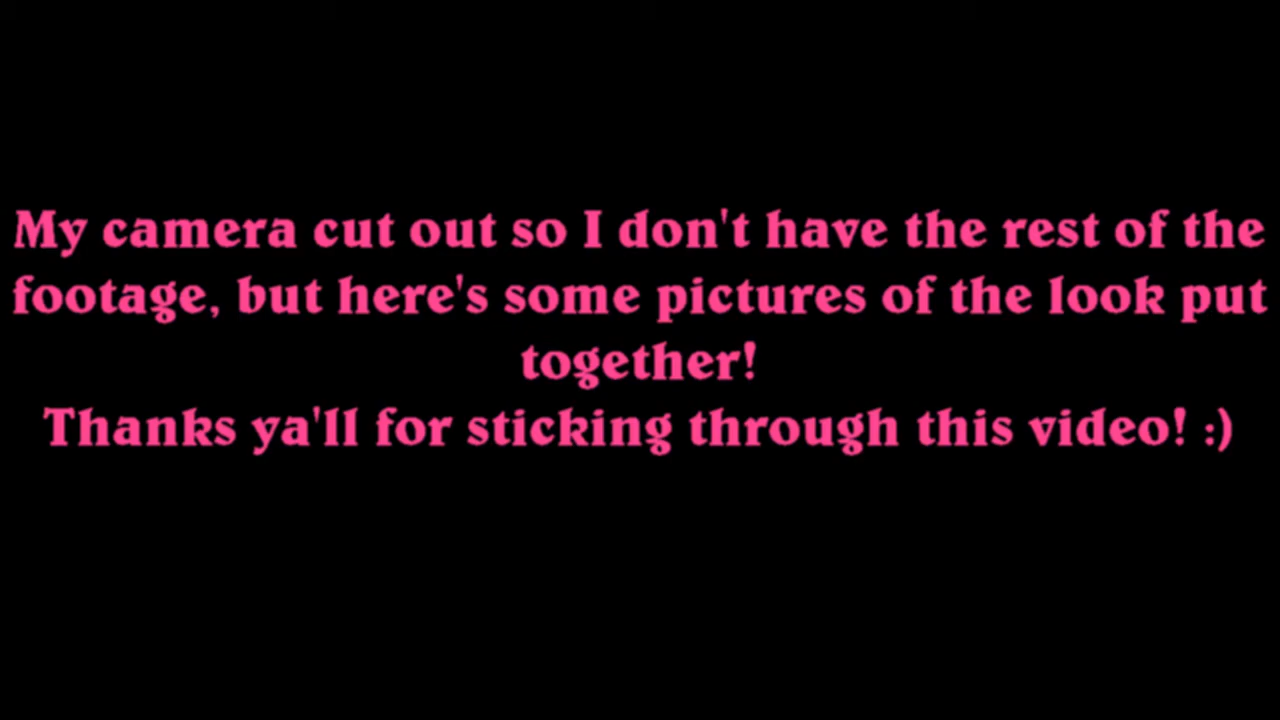 My camera cut out so I don't have the rest of the
footage, but here's some pictures of the look put
together!
Thanks ya'll for sticking through this video! :)